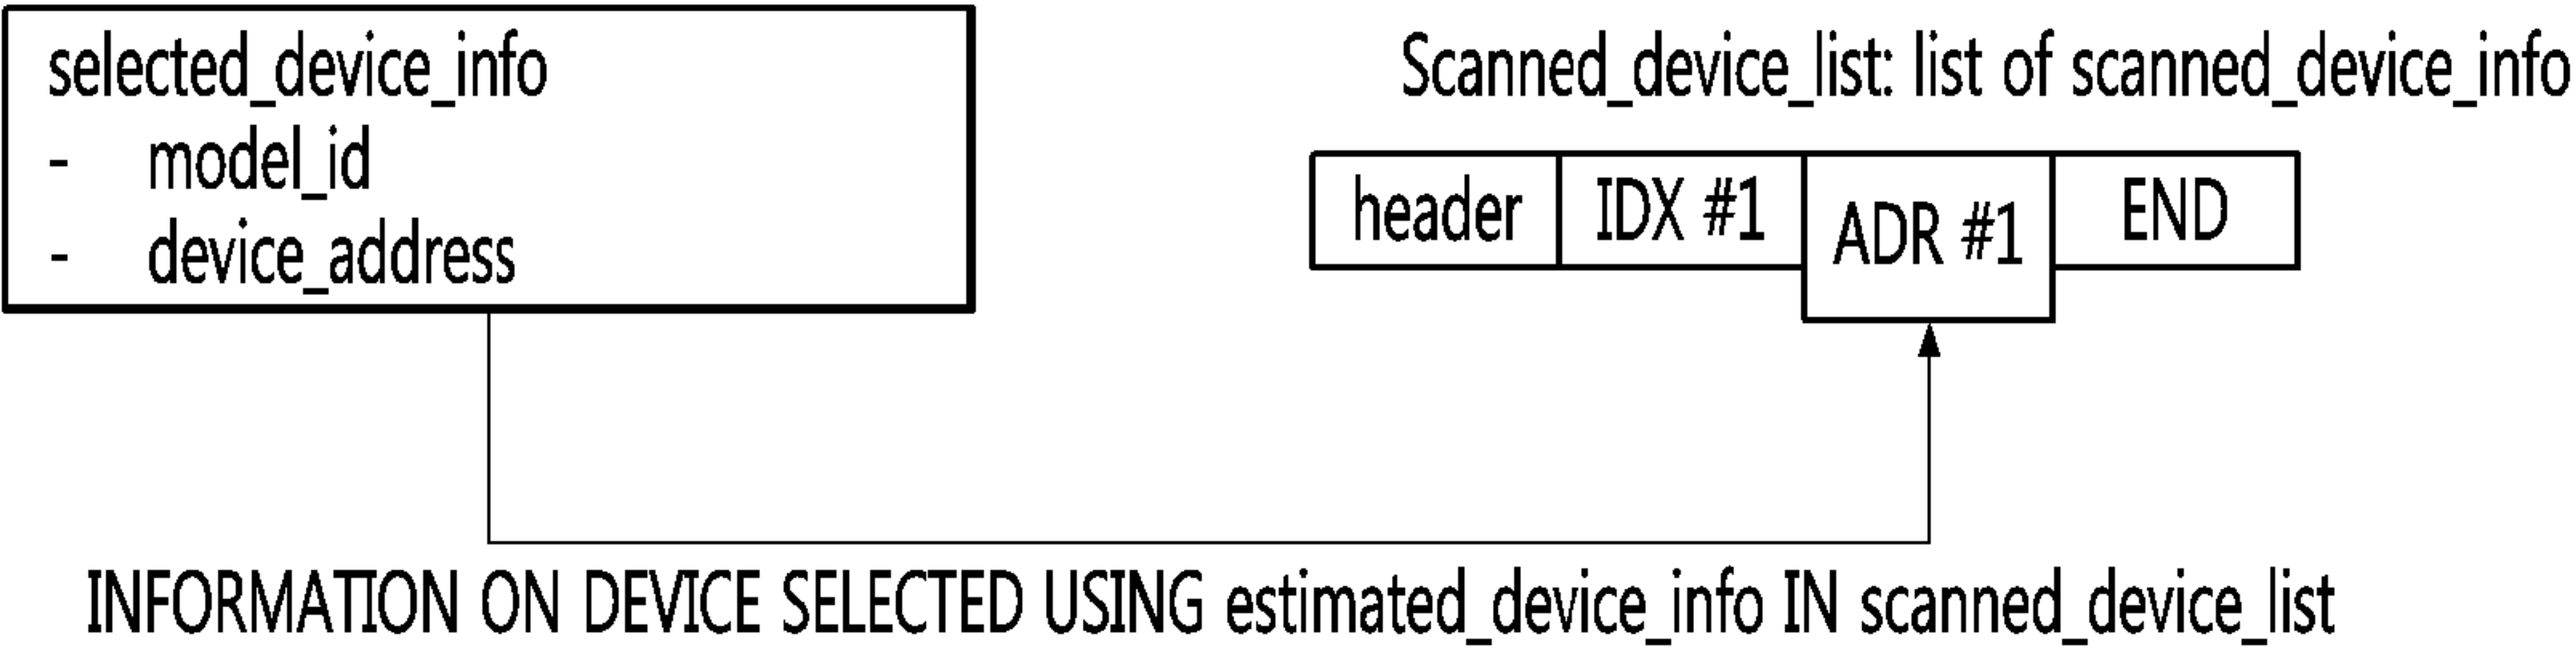 selected_device_info
- model_id
- device_address
Scanned_device_list: list of scanned_device_info
header IDX #1 ADR #1 END
INFORMATION ON DEVICE SELECTED USING estimated_device_info IN scanned_device_list